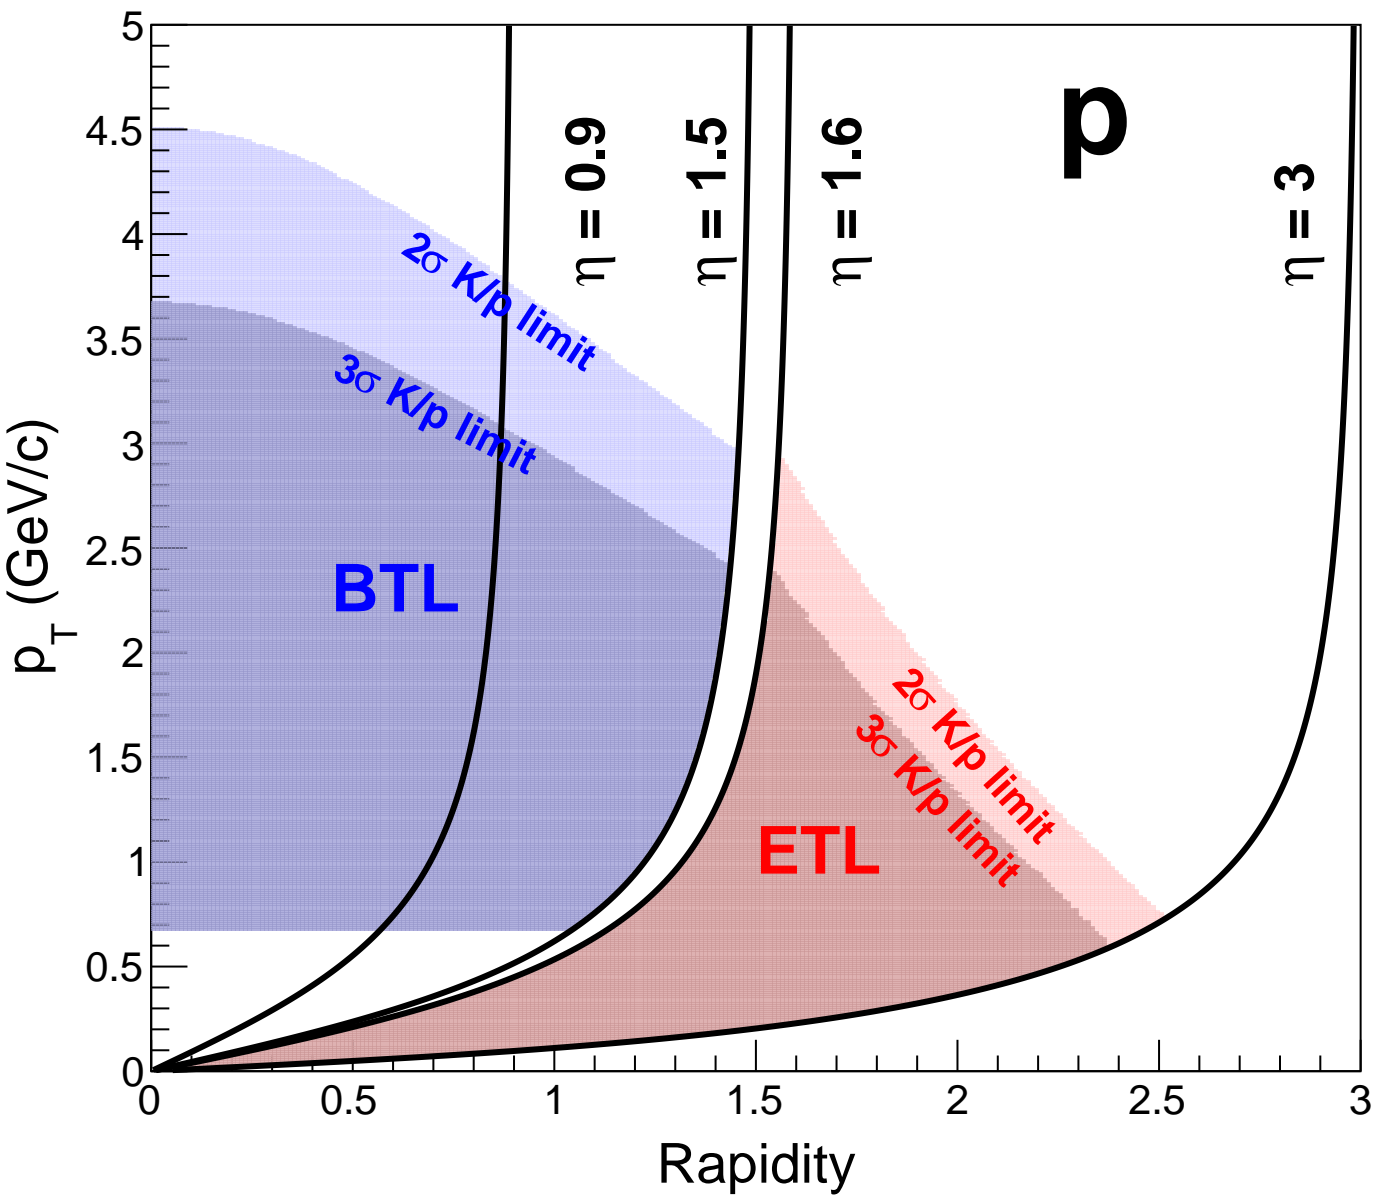 5
4.5
4
3.5
3
2.5
2
1.5
1
0.5
0
p_T (GeV/c)
0
0.5
1
1.5
2
2.5
3
Rapidity
p
η = 0.9
η = 1.5
η = 1.6
η = 3
2σ K/p limit
3σ K/p limit
BTL
2σ K/p limit
3σ K/p limit
ETL